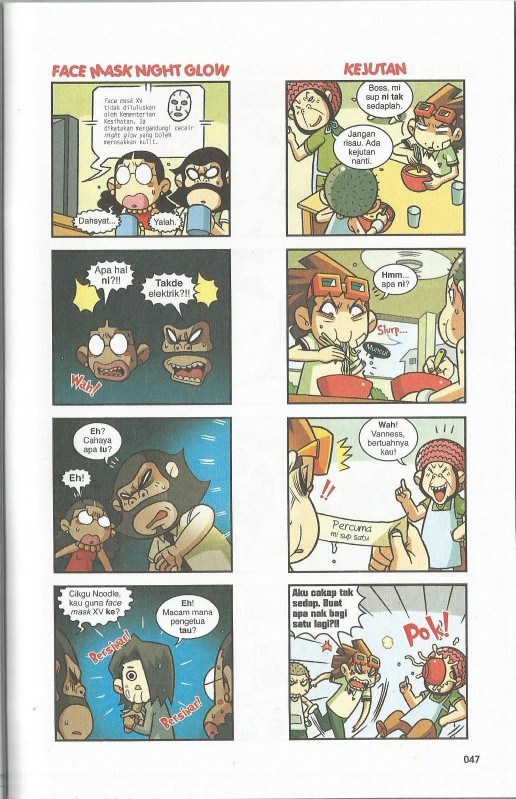 FACE MASK NIGHT GLOW
Face mask XV
tidak diluluskan
oleh Kementerian
Kesihatan. Ia
dikatakan mengandungi cecair
night glow yang boleh
merosakkan kulit.
Dahsyat...
Yalah.
Apa hal
ni?!!
Takde
elektrik?!!
Wah!
Eh?
Cahaya
apa tu?
Eh!
Cikgu Noodle,
kau guna face
mask XV ke?
Eh!
Macam mana
pengetua
tau?
Bersinar!
Bersinar!
KEJUTAN
Boss, mi
sup ni tak
sedaplah.
Jangan
risau. Ada
kejutan
nanti.
Hmm...
apa ni?
Slurp...
Muncul
Wah!
Vanness,
bertuahnya
kau!
!!
Percuma
mi sup satu
Aku cakap tak
sedap. Buat
apa nak bagi
satu lagi?!!
Pok!
047